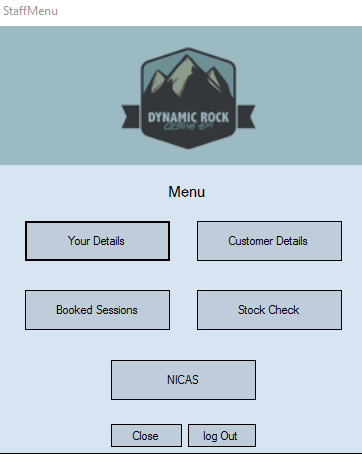 StaffMenu
DYNAMIC ROCK
Menu
Your Details
Customer Details
Booked Sessions
Stock Check
NICAS
Close
log Out